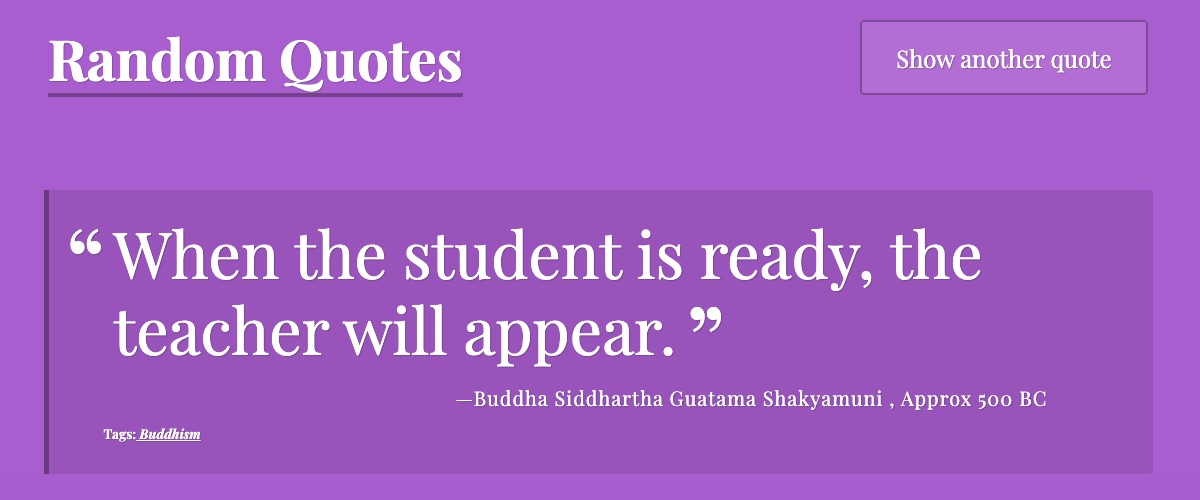 Random Quotes
Show another quote
“ When the student is ready, the
teacher will appear. ”
—Buddha Siddhartha Guatama Shakyamuni , Approx 500 BC
Tags: Buddhism